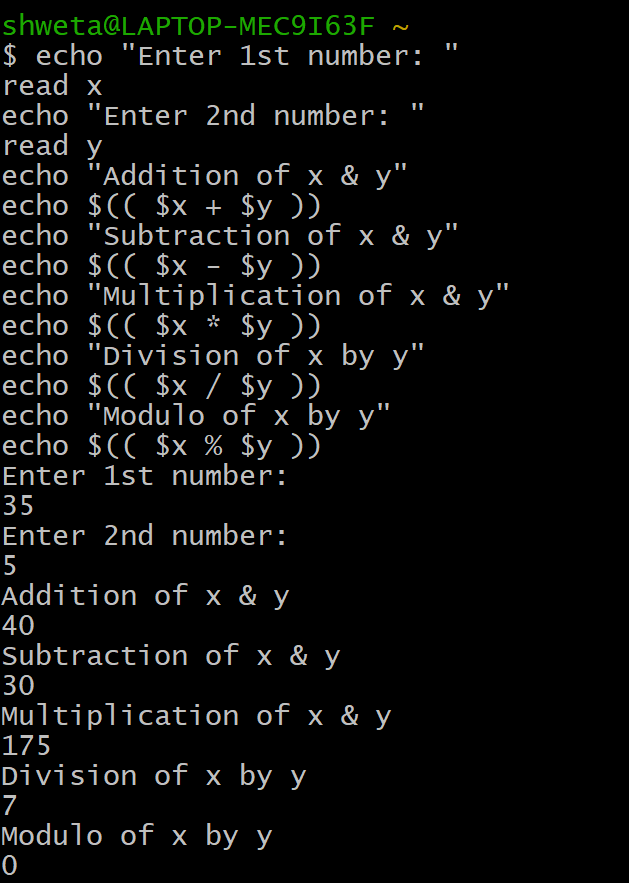 shweta@LAPTOP-MEC9I63F ~
$ echo "Enter 1st number: "
read x
echo "Enter 2nd number: "
read y
echo "Addition of x & y"
echo $(( $x + $y ))
echo "Subtraction of x & y"
echo $(( $x - $y ))
echo "Multiplication of x & y"
echo $(( $x * $y ))
echo "Division of x by y"
echo $(( $x / $y ))
echo "Modulo of x by y"
echo $(( $x % $y ))
Enter 1st number:
35
Enter 2nd number:
5
Addition of x & y
40
Subtraction of x & y
30
Multiplication of x & y
175
Division of x by y
7
Modulo of x by y
0